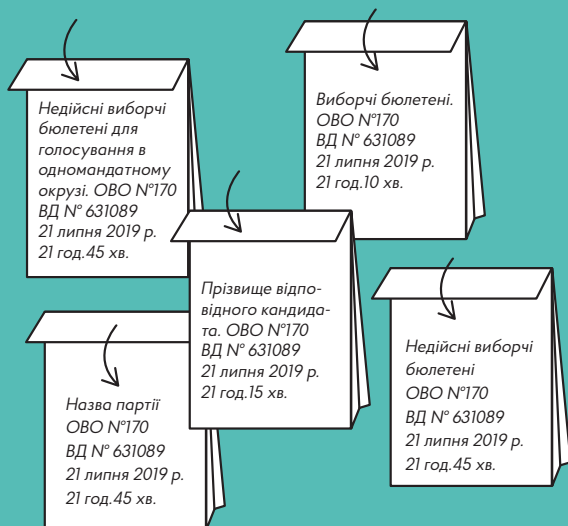 Недійсні виборчі
бюлетені для
голосування в
одномандатному
окрузі. ОВО №170
ВД № 631089
21 липня 2019 р.
21 год.45 хв.
Виборчі бюлетені.
ОВО №170
ВД № 631089
21 липня 2019 р.
21 год.10 хв.
Прізвище відпо-
відного кандида-
та. ОВО №170
ВД № 631089
21 липня 2019 р.
21 год.15 хв.
Назва партії
ОВО №170
ВД № 631089
21 липня 2019 р.
21 год.45 хв.
Недійсні виборчі
бюлетені
ОВО №170
ВД № 631089
21 липня 2019 р.
21 год.45 хв.